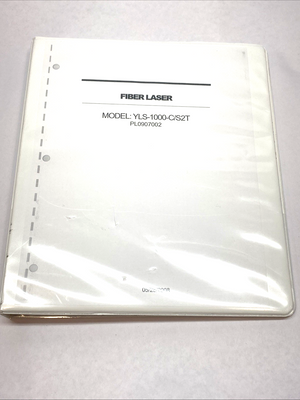 FIBER LASER
MODEL: YLS-1000-C/S2T
PL0907002